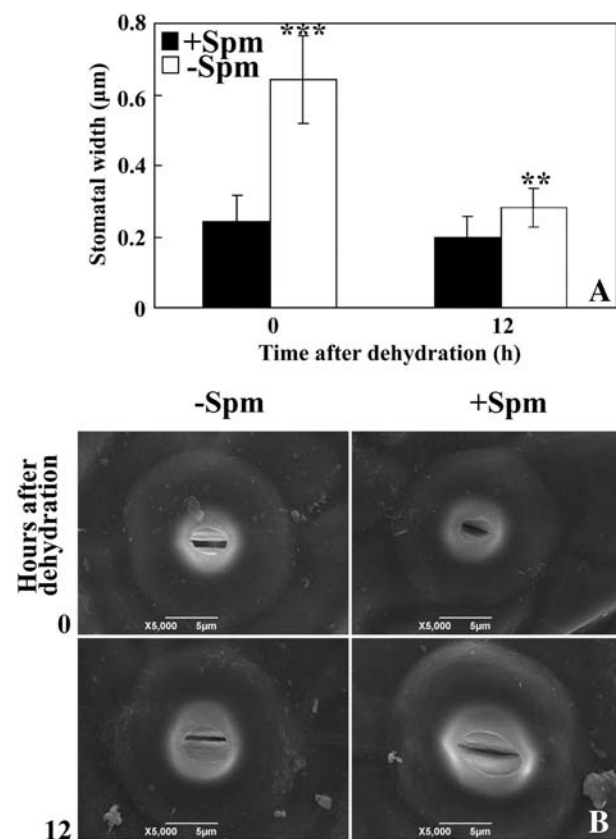 0.8
0.6
0.4
0.2
0
Stomatal width (µm)
+Spm
-Spm
***
**
A
0 12
Time after dehydration (h)
-Spm +Spm
Hours after
dehydration
0
12
X5,000 5µm
X5,000 5µm
X5,000 5µm
X5,000 5µm
B